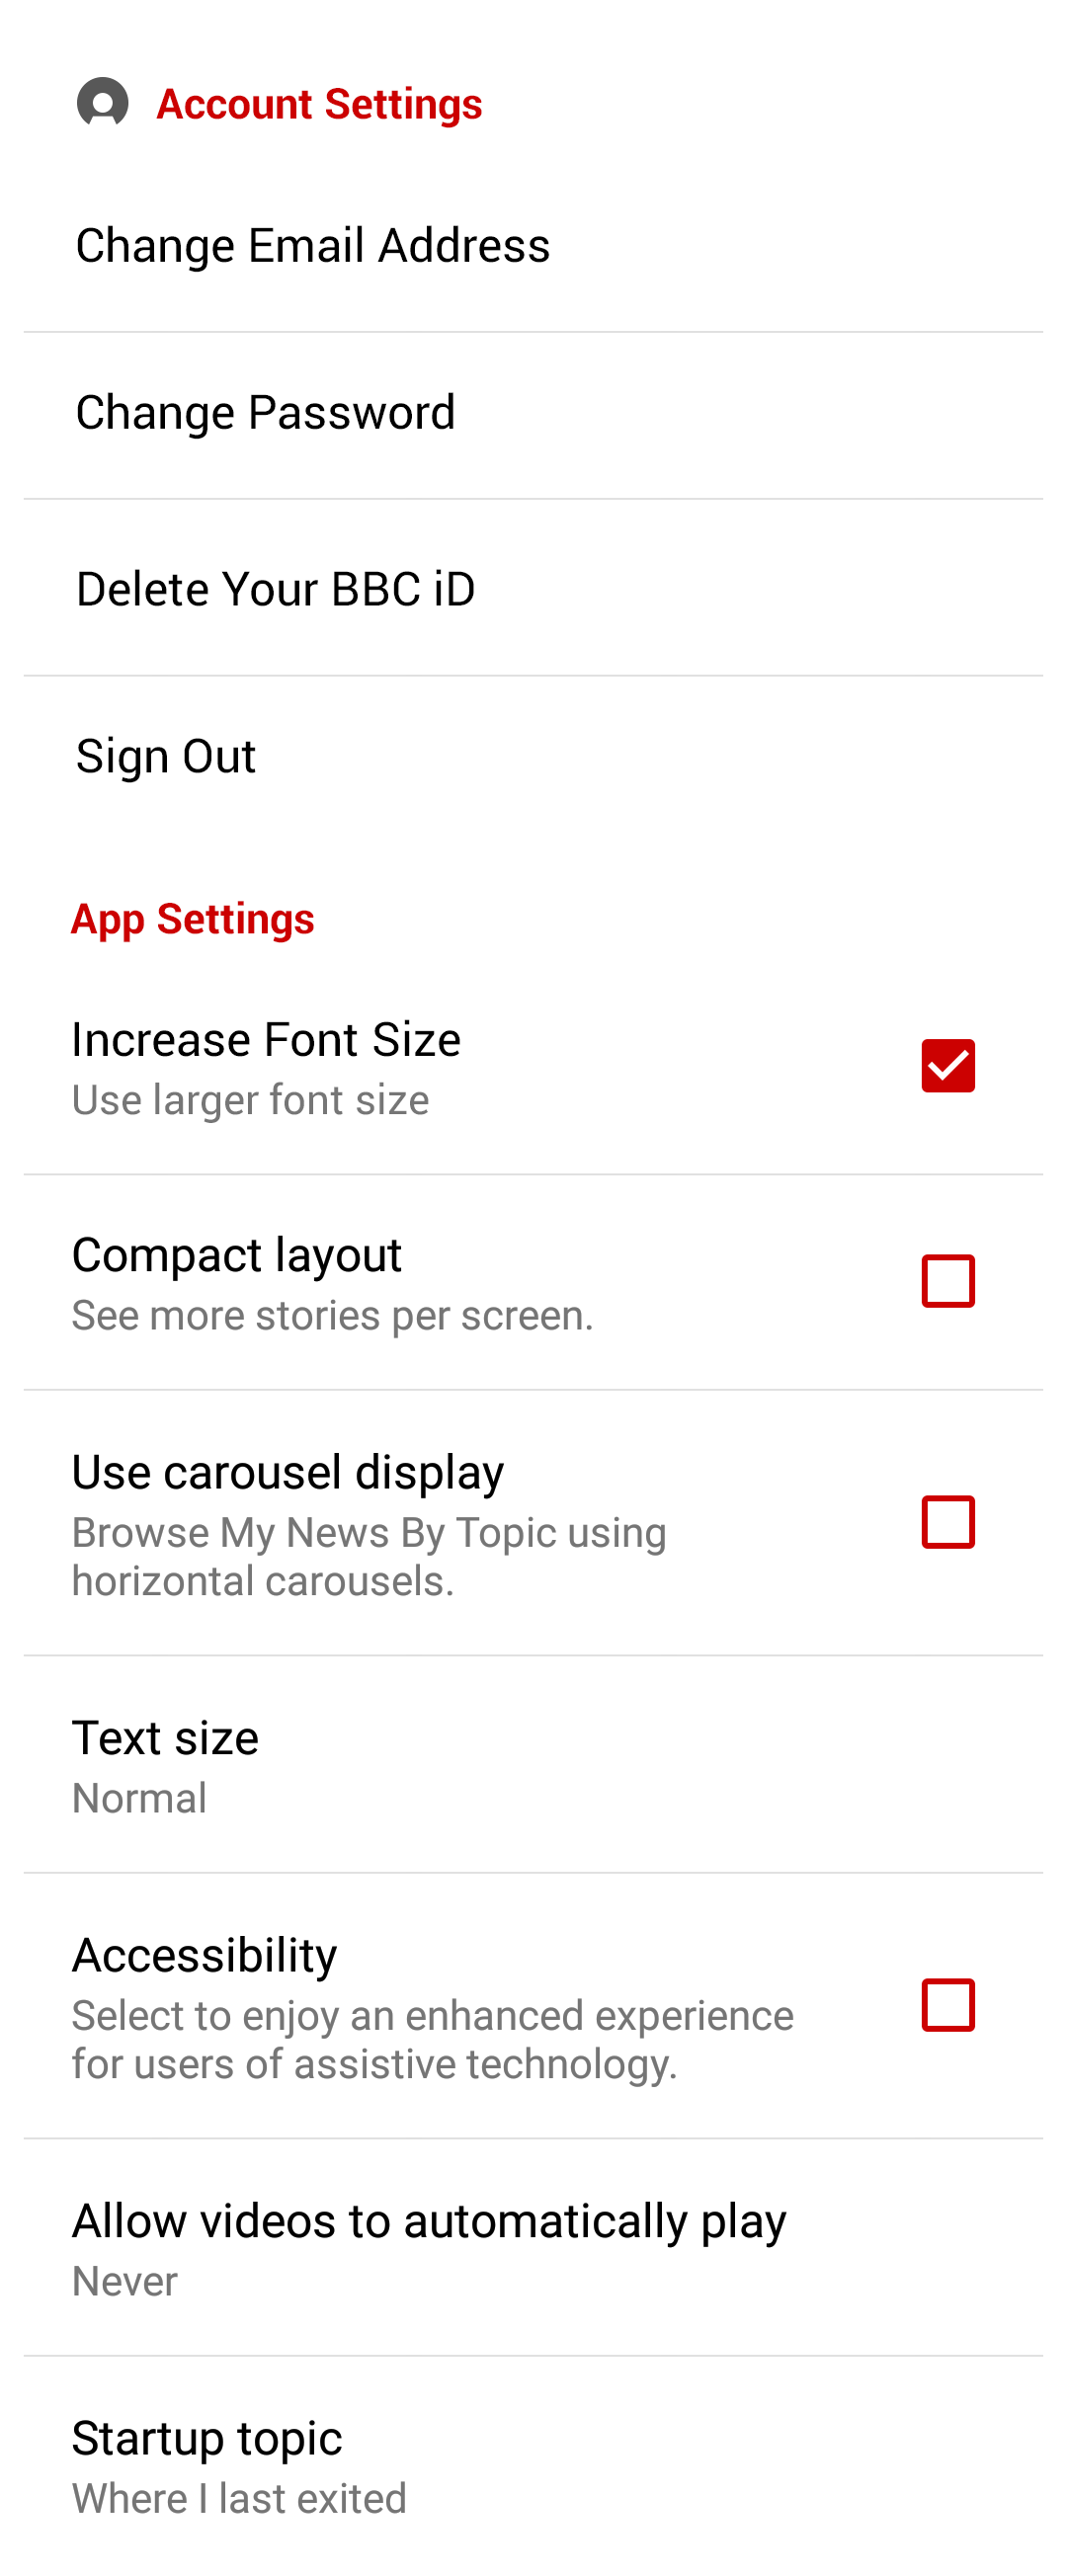 Account Settings
Change Email Address
Change Password
Delete Your BBC iD
Sign Out
App Settings
Increase Font Size
Use larger font size
Compact layout
See more stories per screen.
Use carousel display
Browse My News By Topic using
horizontal carousels.
Text size
Normal
Accessibility
Select to enjoy an enhanced experience
for users of assistive technology.
Allow videos to automatically play
Never
Startup topic
Where I last exited